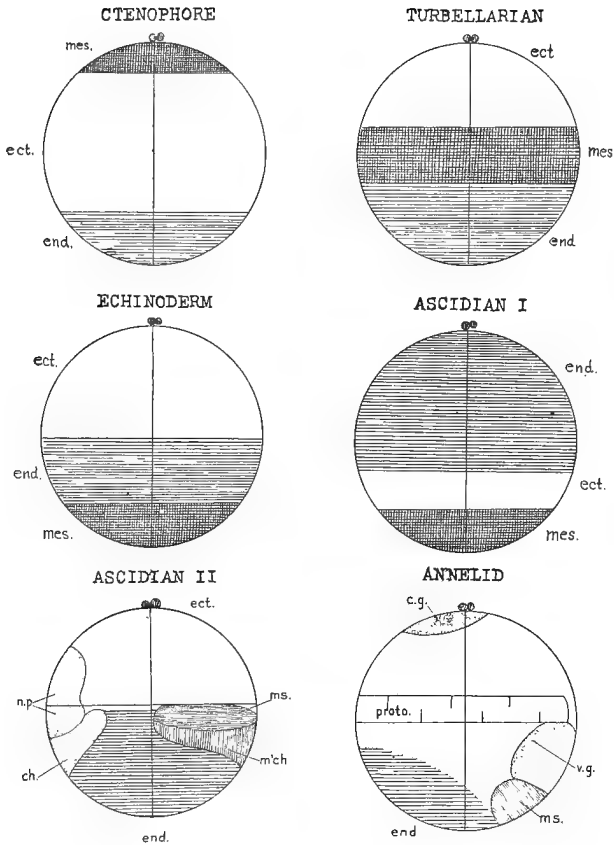 CTENOPHORE
mes.
ect.
end.
TURBELLARIAN
ect
mes
end
ECHINODERM
ect.
end.
mes.
ASCIDIAN I
end.
ect.
mes.
ASCIDIAN II
ect.
n.p.
ms.
ch.
m'ch
end.
ANNELID
c.g.
proto.
v.g.
ms.
end